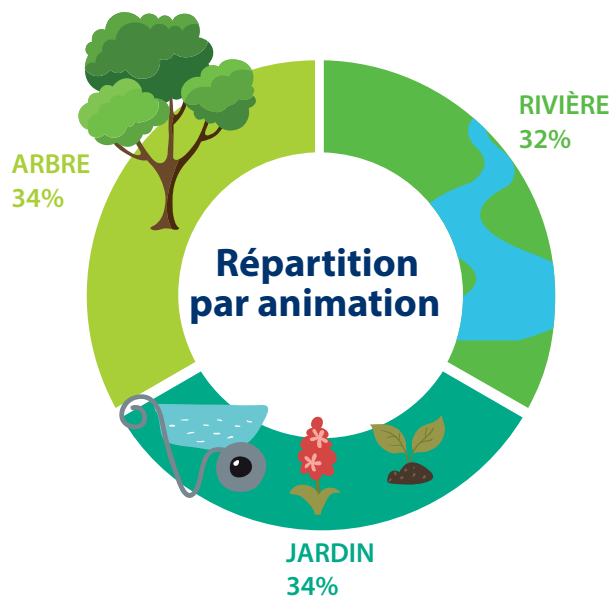 RIVIÈRE
32%
ARBRE
34%
Répartition
par animation
JARDIN
34%